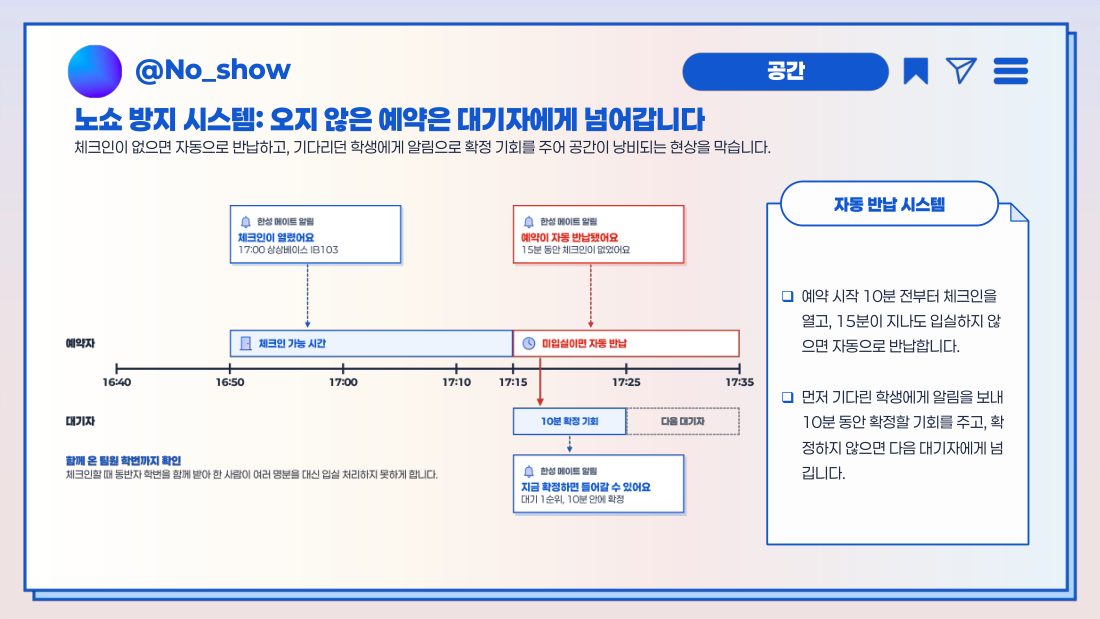 @No_show
공간
노쇼 방지 시스템: 오지 않은 예약은 대기자에게 넘어갑니다
체크인이 없으면 자동으로 반납하고, 기다리던 학생에게 알림으로 확정 기회를 주어 공간이 낭비되는 현상을 막습니다.
한성 메이트 알림
체크인이 열렸어요
17:00 상상베이스 IB103
한성 메이트 알림
예약이 자동 반납됐어요
15분 동안 체크인이 없었어요
예약자
체크인 가능 시간
미입실이면 자동 반납
16:40
16:50
17:00
17:10
17:15
17:25
17:35
대기자
10분 확정 기회
다음 대기자
함께 온 팀원 학번까지 확인
체크인할 때 동반자 학번을 함께 받아 한 사람이 여러 명분을 대신 입실 처리하지 못하게 합니다.
한성 메이트 알림
지금 확정하면 들어갈 수 있어요
대기 1순위, 10분 안에 확정
자동 반납 시스템
예약 시작 10분 전부터 체크인을
열고, 15분이 지나도 입실하지 않
으면 자동으로 반납합니다.
먼저 기다린 학생에게 알림을 보내
10분 동안 확정할 기회를 주고, 확
정하지 않으면 다음 대기자에게 넘
깁니다.